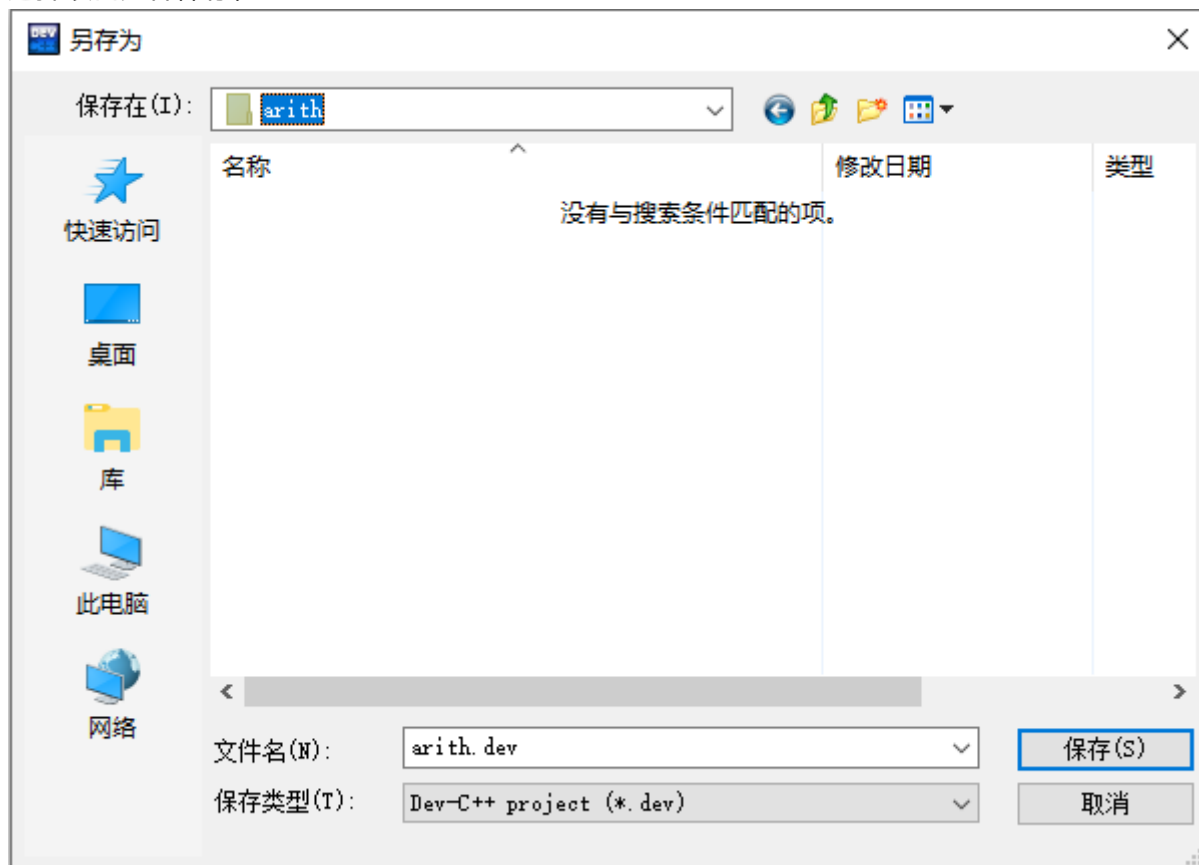 另存为
保存在(I):
arith
名称
修改日期
类型
没有与搜索条件匹配的项。
快速访问
桌面
库
此电脑
网络
文件名(N):
arith.dev
保存(S)
保存类型(T):
Dev-C++ project (*.dev)
取消